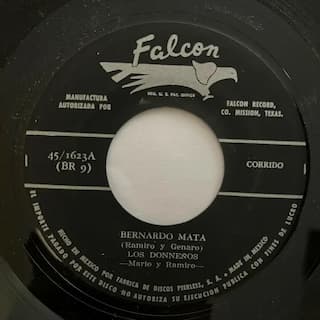 Falcon
REG. U. S. PAT. OFFICE
MANUFACTURA
AUTORIZADA POR
FALCON RECORD,
CO. MISSION, TEXAS.
45/1623A
(BR 9)
CORRIDO
BERNARDO MATA
(Ramiro y Genaro)
LOS DONNEÑOS
—Mario y Ramiro—
HECHO EN MEXICO POR FABRICA DE DISCOS PEERLESS, S. A. MADE IN MEXICO
EL IMPORTE PAGADO POR ESTE DISCO NO AUTORIZA SU EJECUCION PUBLICA CON FINES DE LUCRO